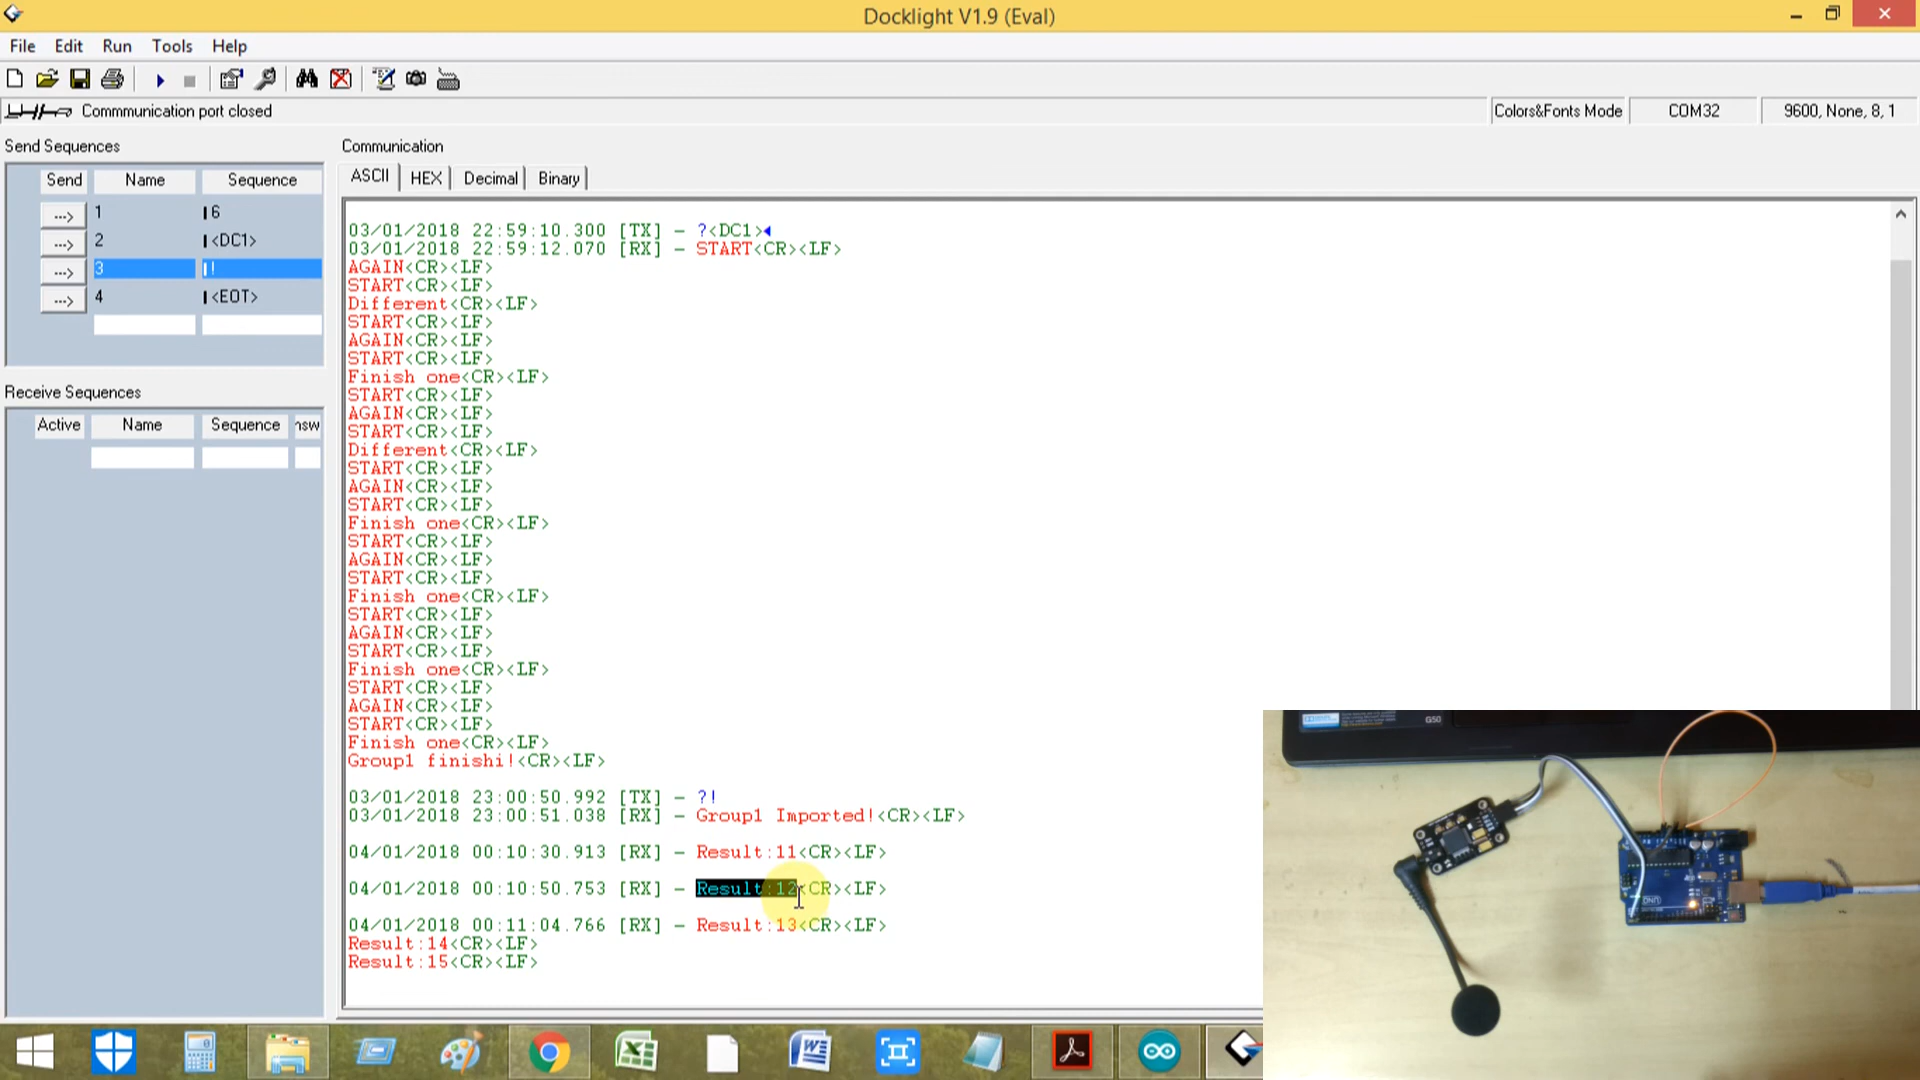 Docklight V1.9 (Eval)
File Edit Run Tools Help
Commmunication port closed
Colors&Fonts Mode
COM32
9600, None, 8, 1
Send Sequences
Send Name Sequence
---> 1 6
---> 2 <DC1>
---> 3 !
---> 4 <EOT>
Receive Sequences
Active Name Sequence nsw
Communication
ASCII HEX Decimal Binary
03/01/2018 22:59:10.300 [TX] - ?<DC1>
03/01/2018 22:59:12.070 [RX] - START<CR><LF>
AGAIN<CR><LF>
START<CR><LF>
Different<CR><LF>
START<CR><LF>
AGAIN<CR><LF>
START<CR><LF>
Finish one<CR><LF>
START<CR><LF>
AGAIN<CR><LF>
START<CR><LF>
Different<CR><LF>
START<CR><LF>
AGAIN<CR><LF>
START<CR><LF>
Finish one<CR><LF>
START<CR><LF>
AGAIN<CR><LF>
START<CR><LF>
Finish one<CR><LF>
START<CR><LF>
AGAIN<CR><LF>
START<CR><LF>
Finish one<CR><LF>
START<CR><LF>
AGAIN<CR><LF>
START<CR><LF>
Finish one<CR><LF>
Group1 finishi!<CR><LF>
03/01/2018 23:00:50.992 [TX] - ?!
03/01/2018 23:00:51.038 [RX] - Group1 Imported!<CR><LF>
04/01/2018 00:10:30.913 [RX] - Result:11<CR><LF>
04/01/2018 00:10:50.753 [RX] - Result:12<CR><LF>
04/01/2018 00:11:04.766 [RX] - Result:13<CR><LF>
Result:14<CR><LF>
Result:15<CR><LF>
G50
UNO